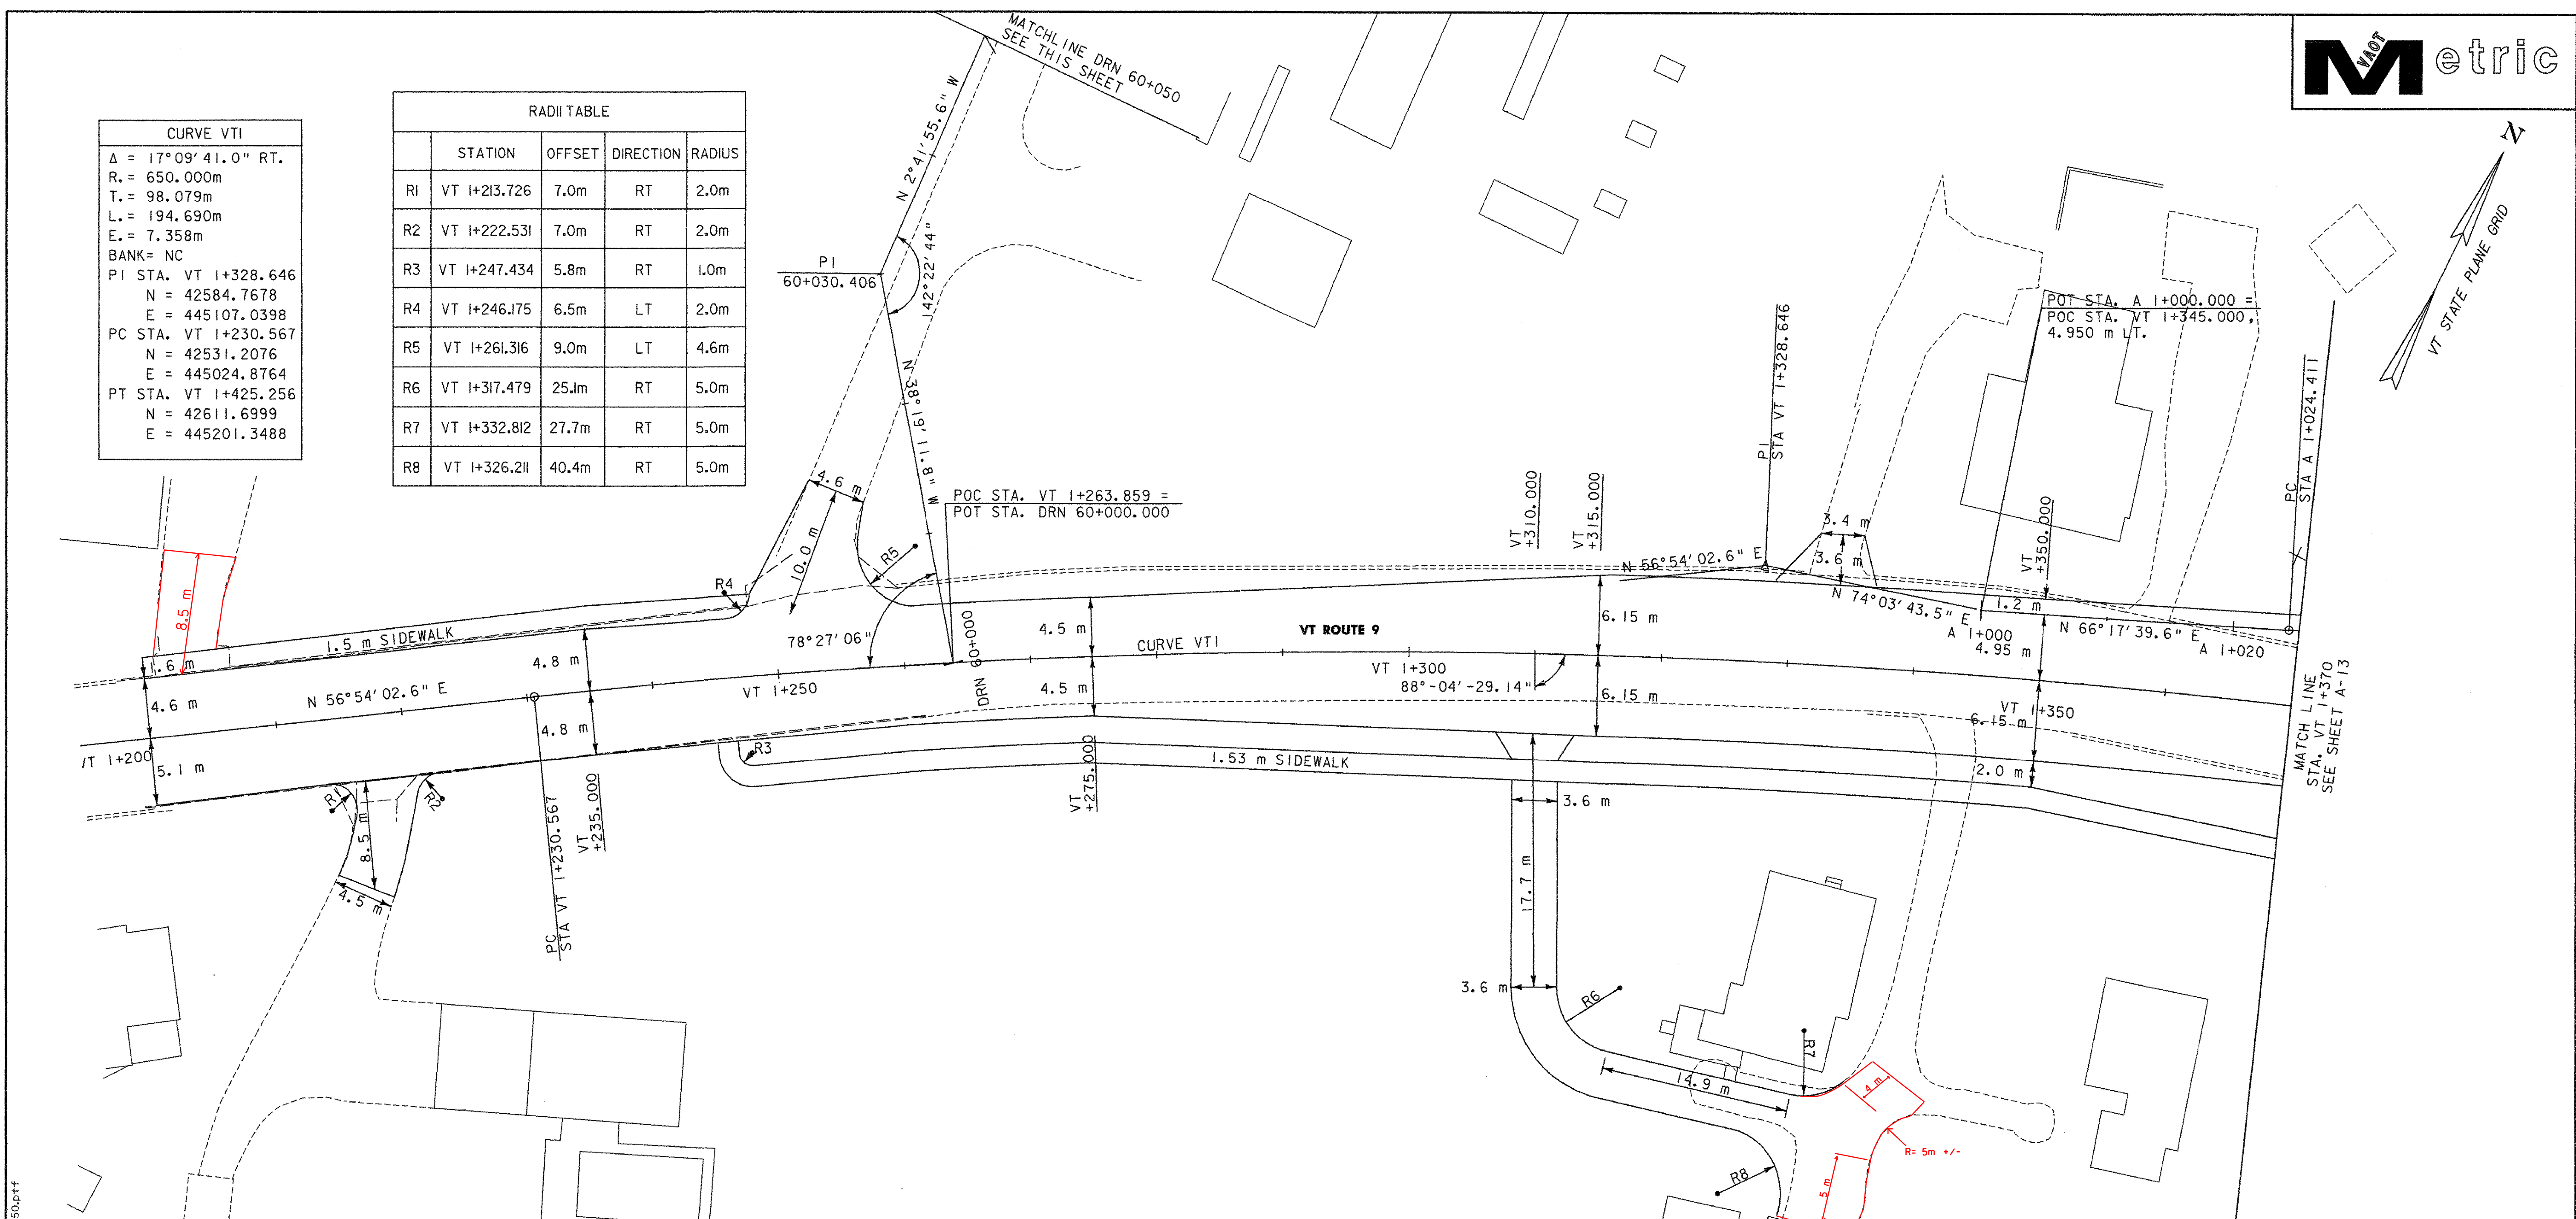 VAOT
Metric
MATCHLINE DRN 60+050
SEE THIS SHEET
N 2°41'55.6" W
CURVE VT1
Δ = 17°09'41.0" RT.
R.= 650.000m
T.= 98.079m
L.= 194.690m
E.= 7.358m
BANK= NC
PI STA. VT 1+328.646
N = 42584.7678
E = 445107.0398
PC STA. VT 1+230.567
N = 42531.2076
E = 445024.8764
PT STA. VT 1+425.256
N = 42611.6999
E = 445201.3488
RADII TABLE
STATION OFFSET DIRECTION RADIUS
R1 VT 1+213.726 7.0m RT 2.0m
R2 VT 1+222.531 7.0m RT 2.0m
R3 VT 1+247.434 5.8m RT 1.0m
R4 VT 1+246.175 6.5m LT 2.0m
R5 VT 1+261.316 9.0m LT 4.6m
R6 VT 1+317.479 25.1m RT 5.0m
R7 VT 1+332.812 27.7m RT 5.0m
R8 VT 1+326.211 40.4m RT 5.0m
N
VT STATE PLANE GRID
PI
60+030.406
142°22'44"
N 38°19'11.8" W
POT STA. A 1+000.000 =
POC STA. VT 1+345.000,
4.950 m LT.
PI
STA VT 1+328.646
PC
STA A 1+024.411
4.6 m
10.0 m
R5
POC STA. VT 1+263.859 =
POT STA. DRN 60+000.000
VT
+310.000
VT
+315.000
VT
+350.000
3.4 m
3.6 m
N 56°54'02.6" E
N 74°03'43.5" E
1.2 m
A 1+000
N 66°17'39.6" E
A 1+020
4.95 m
R4
8.5 m
1.5 m SIDEWALK
1.6 m
4.8 m
78°27'06"
DRN 60+000
4.5 m
CURVE VT1
VT ROUTE 9
6.15 m
4.6 m
N 56°54'02.6" E
VT 1+250
4.5 m
VT 1+300
88°-04'-29.14"
6.15 m
VT 1+350
6.15 m
VT 1+200
5.1 m
4.8 m
R3
1.53 m SIDEWALK
2.0 m
MATCH LINE
STA. VT 1+370
SEE SHEET A-13
R1
R2
8.5 m
4.5 m
PC
STA VT 1+230.567
VT
+235.000
VT
+275.000
3.6 m
17.7 m
3.6 m
R6
R7
14.9 m
4 m
R= 5m +/-
R8
5 m
50.ptf